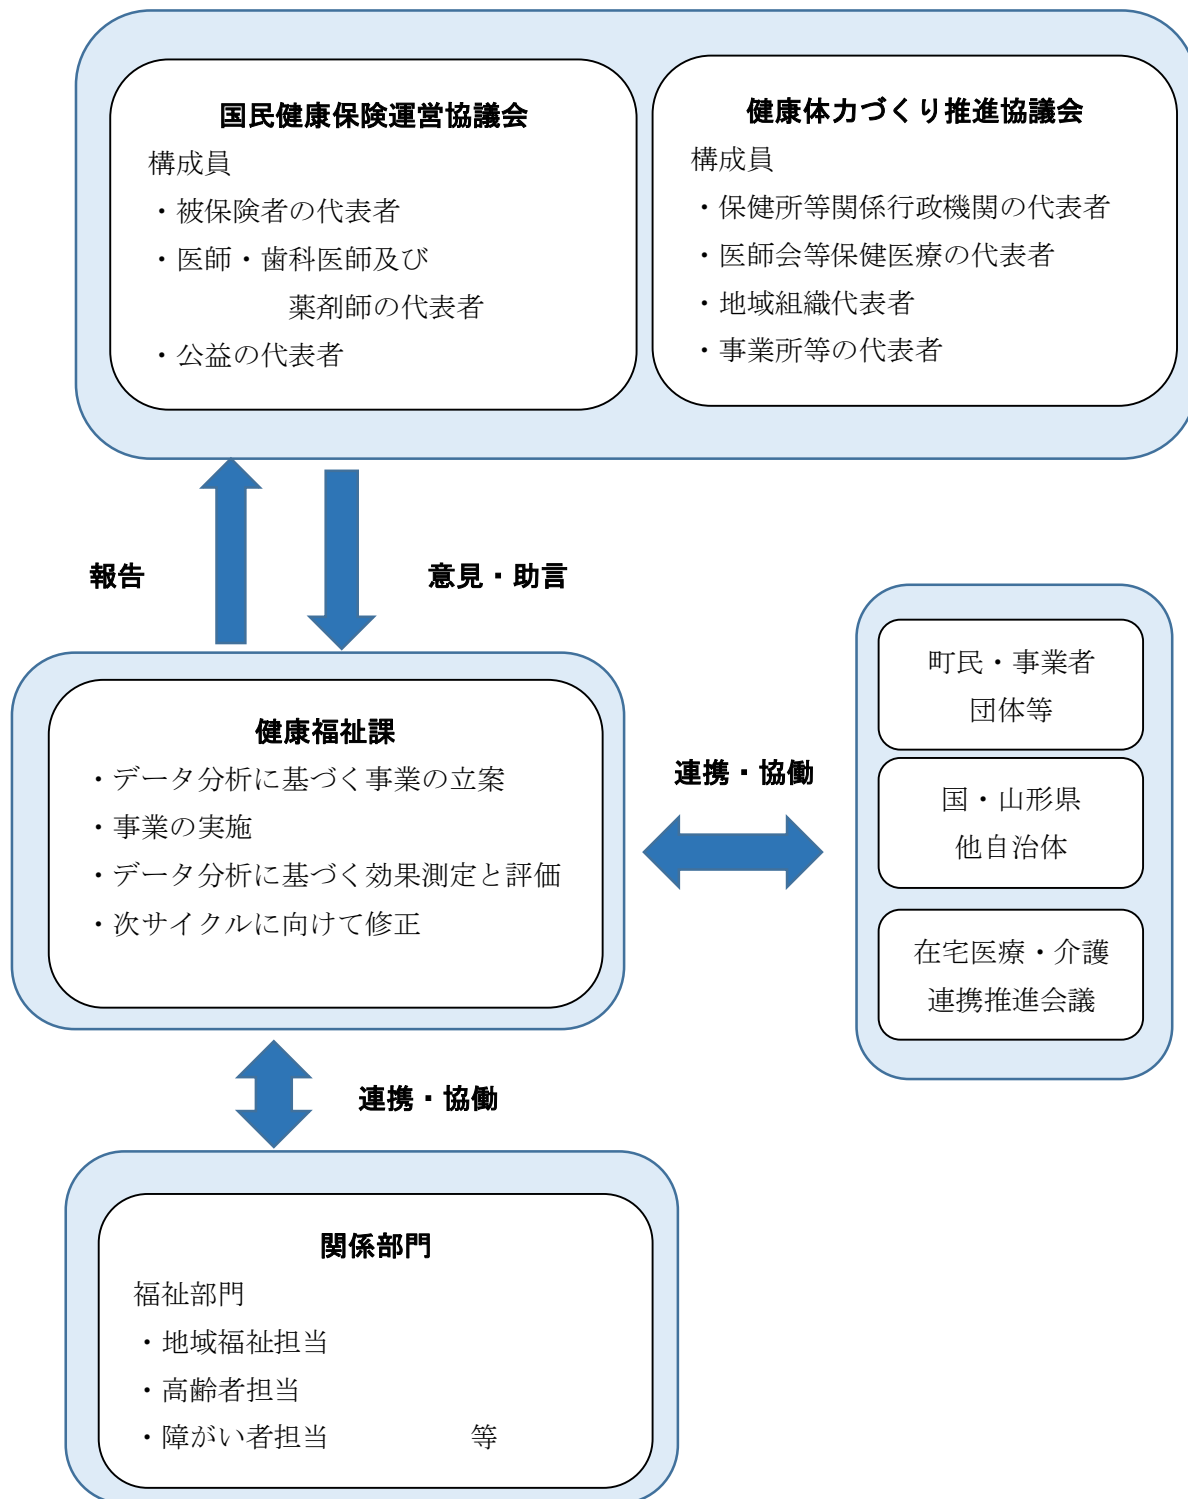 国民健康保険運営協議会
構成員
・被保険者の代表者
・医師・歯科医師及び
薬剤師の代表者
・公益の代表者
健康体力づくり推進協議会
構成員
・保健所等関係行政機関の代表者
・医師会等保健医療の代表者
・地域組織代表者
・事業所等の代表者
報告
意見・助言
健康福祉課
・データ分析に基づく事業の立案
・事業の実施
・データ分析に基づく効果測定と評価
・次サイクルに向けて修正
連携・協働
町民・事業者
団体等
国・山形県
他自治体
在宅医療・介護
連携推進会議
連携・協働
関係部門
福祉部門
・地域福祉担当
・高齢者担当
・障がい者担当　　　　　等